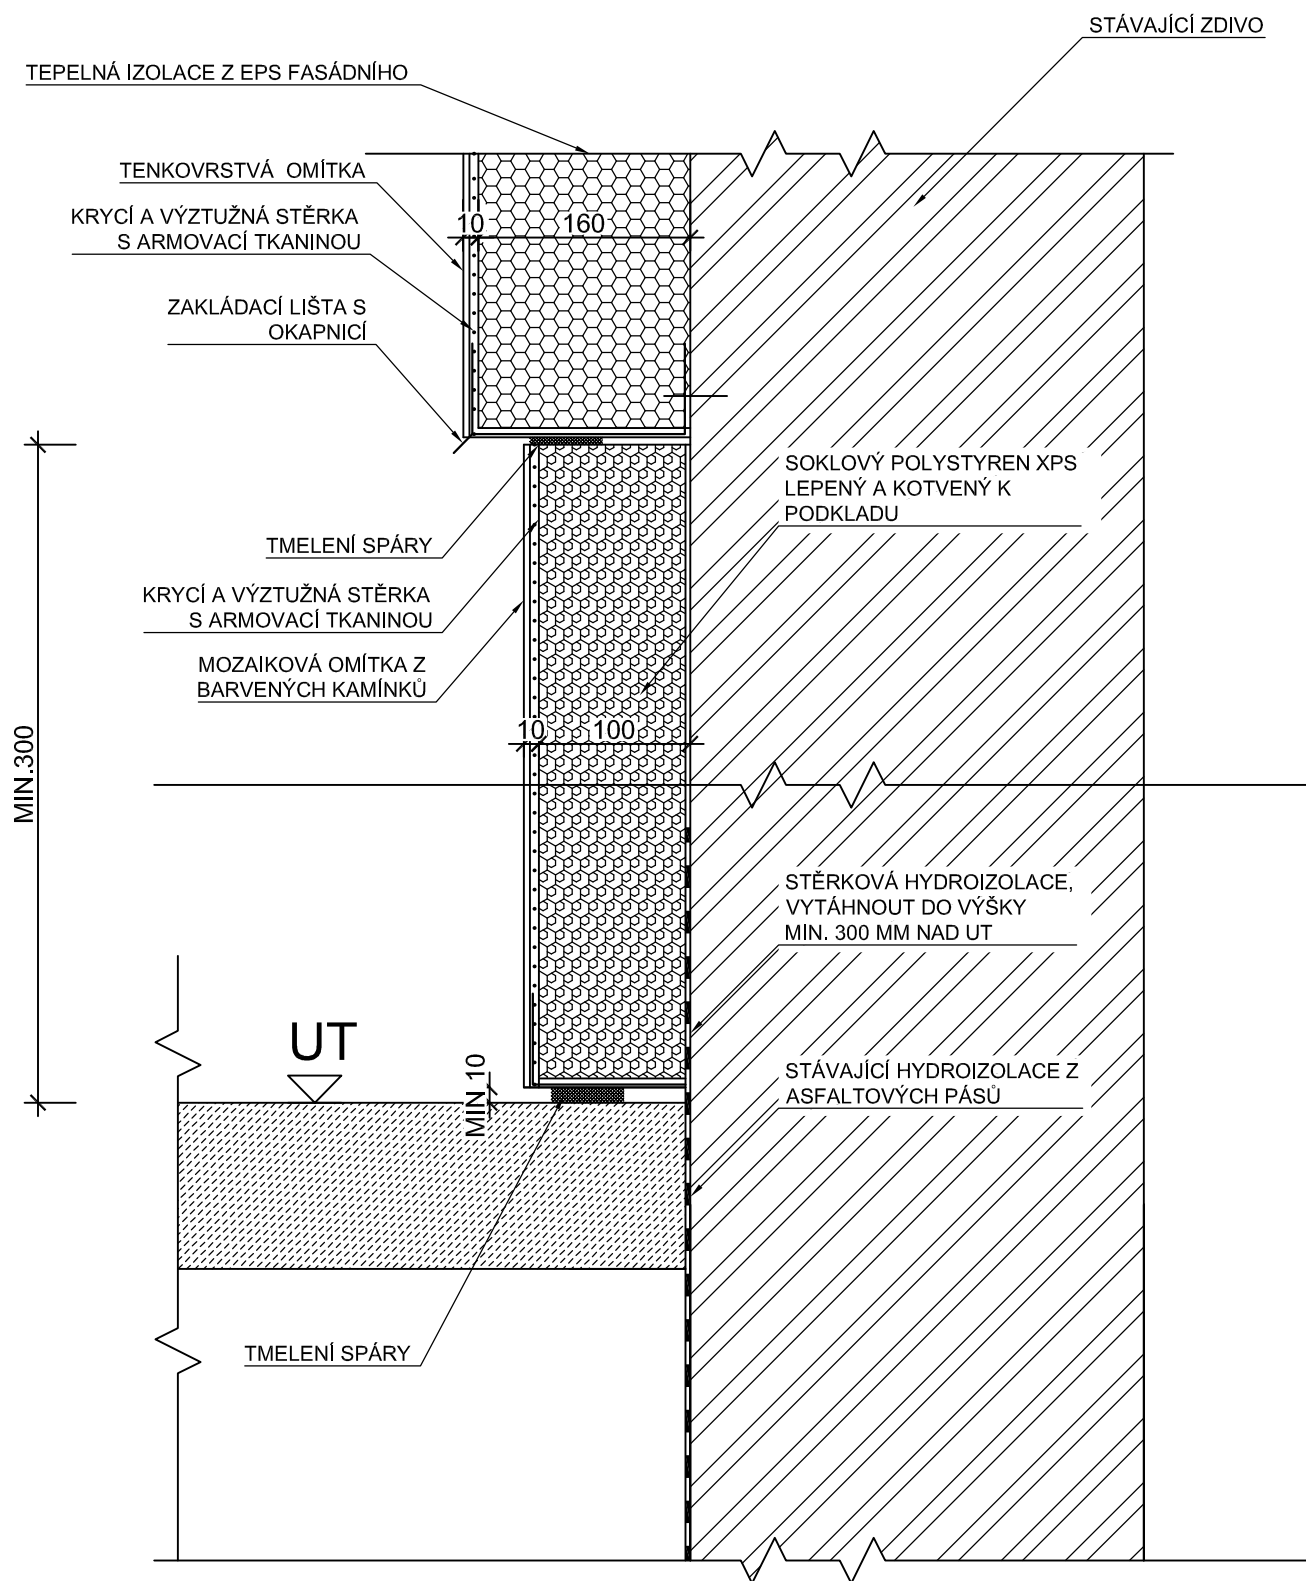 STÁVAJÍCÍ ZDIVO
TEPELNÁ IZOLACE Z EPS FASÁDNÍHO
TENKOVRSTVÁ OMÍTKA
KRYCÍ A VÝZTUŽNÁ STĚRKA
S ARMOVACÍ TKANINOU
10
160
ZAKLÁDACÍ LIŠTA S
OKAPNICÍ
SOKLOVÝ POLYSTYREN XPS
LEPENÝ A KOTVENÝ K
PODKLADU
TMELENÍ SPÁRY
KRYCÍ A VÝZTUŽNÁ STĚRKA
S ARMOVACÍ TKANINOU
MOZAIKOVÁ OMÍTKA Z
BARVENÝCH KAMÍNKŮ
10
100
MIN.300
STĚRKOVÁ HYDROIZOLACE,
VYTÁHNOUT DO VÝŠKY
MIN. 300 MM NAD UT
UT
MIN 10
STÁVAJÍCÍ HYDROIZOLACE Z
ASFALTOVÝCH PÁSŮ
TMELENÍ SPÁRY